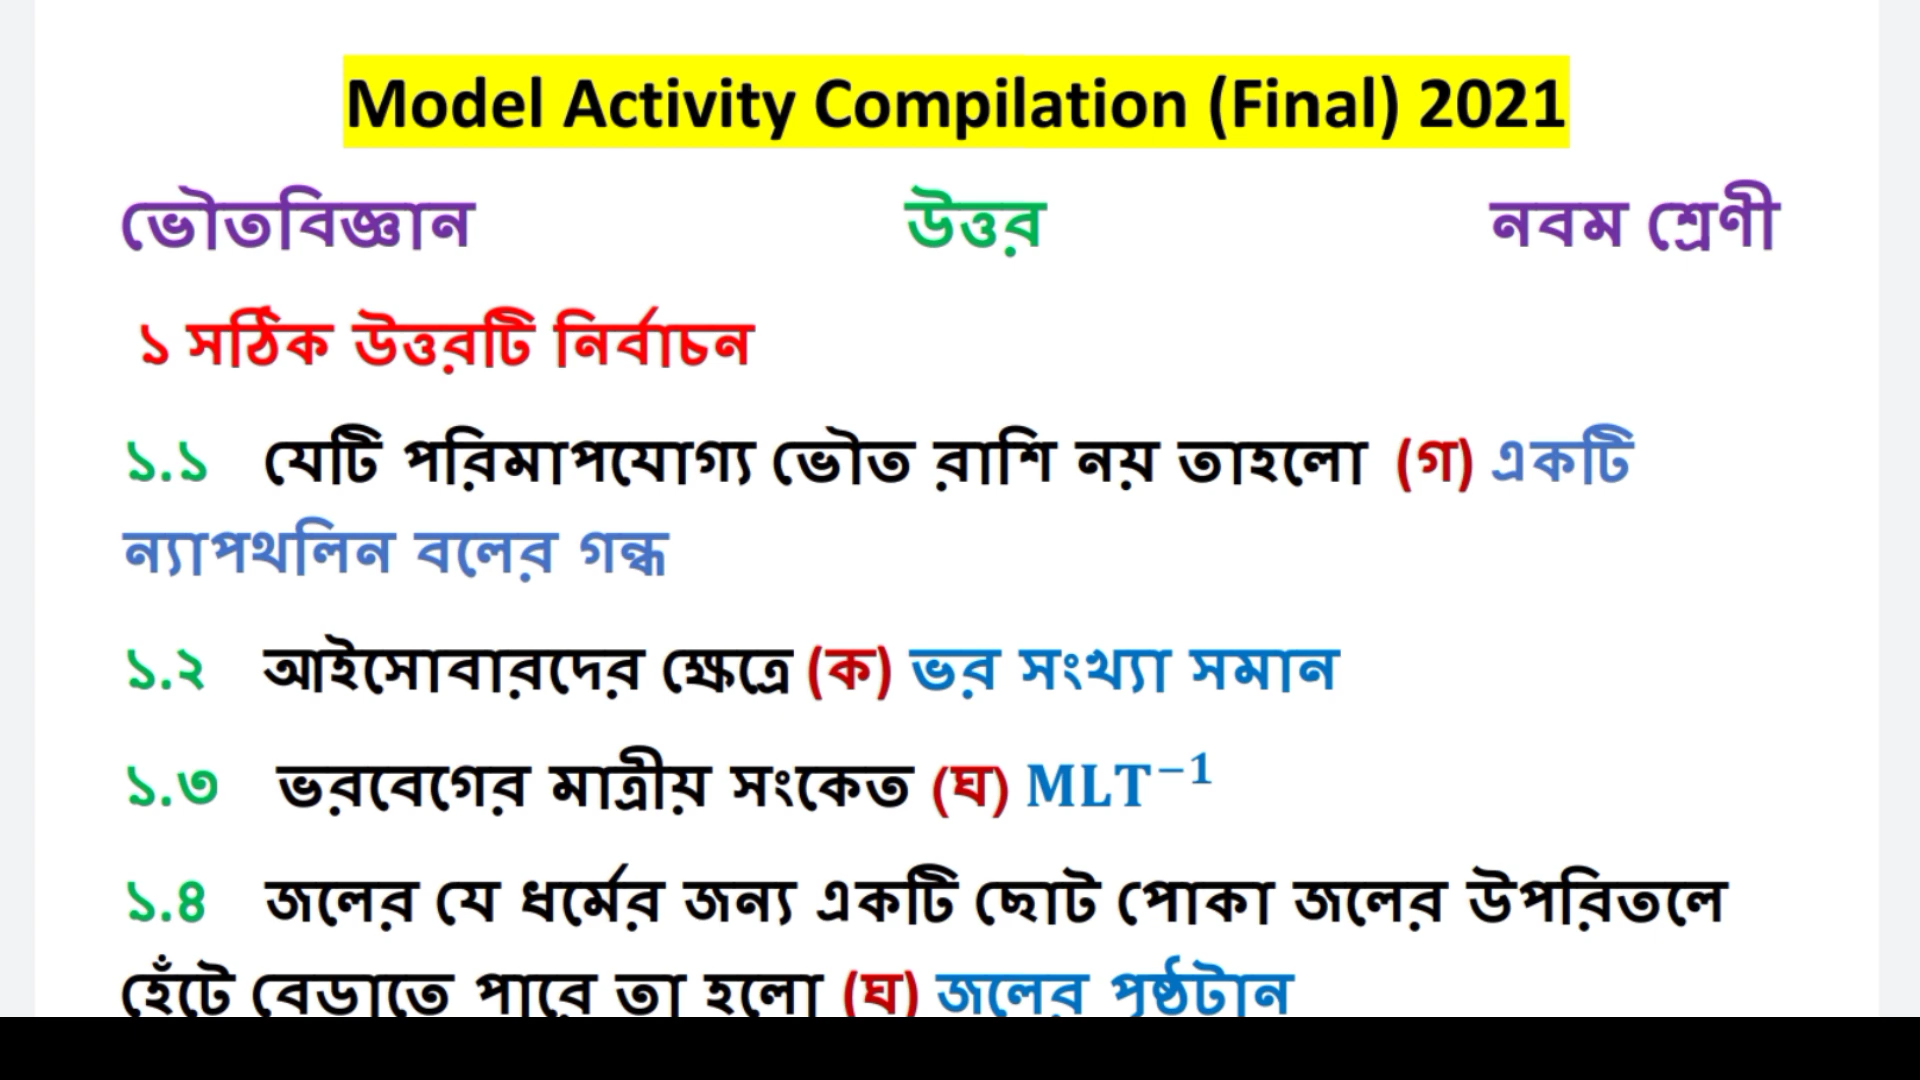 Model Activity Compilation (Final) 2021
ভৌতবিজ্ঞান উত্তর নবম শ্রেণী
১ সঠিক উত্তরটি নির্বাচন
১.১ যেটি পরিমাপযোগ্য ভৌত রাশি নয় তাহলো (গ) একটি
ন্যাপথলিন বলের গন্ধ
১.২ আইসোবারদের ক্ষেত্রে (ক) ভর সংখ্যা সমান
১.৩ ভরবেগের মাত্রীয় সংকেত (ঘ) MLT⁻¹
১.৪ জলের যে ধর্মের জন্য একটি ছোট পোকা জলের উপরিতলে
হেঁটে বেড়াতে পারে তা হলো (ঘ) জলের পৃষ্ঠটান